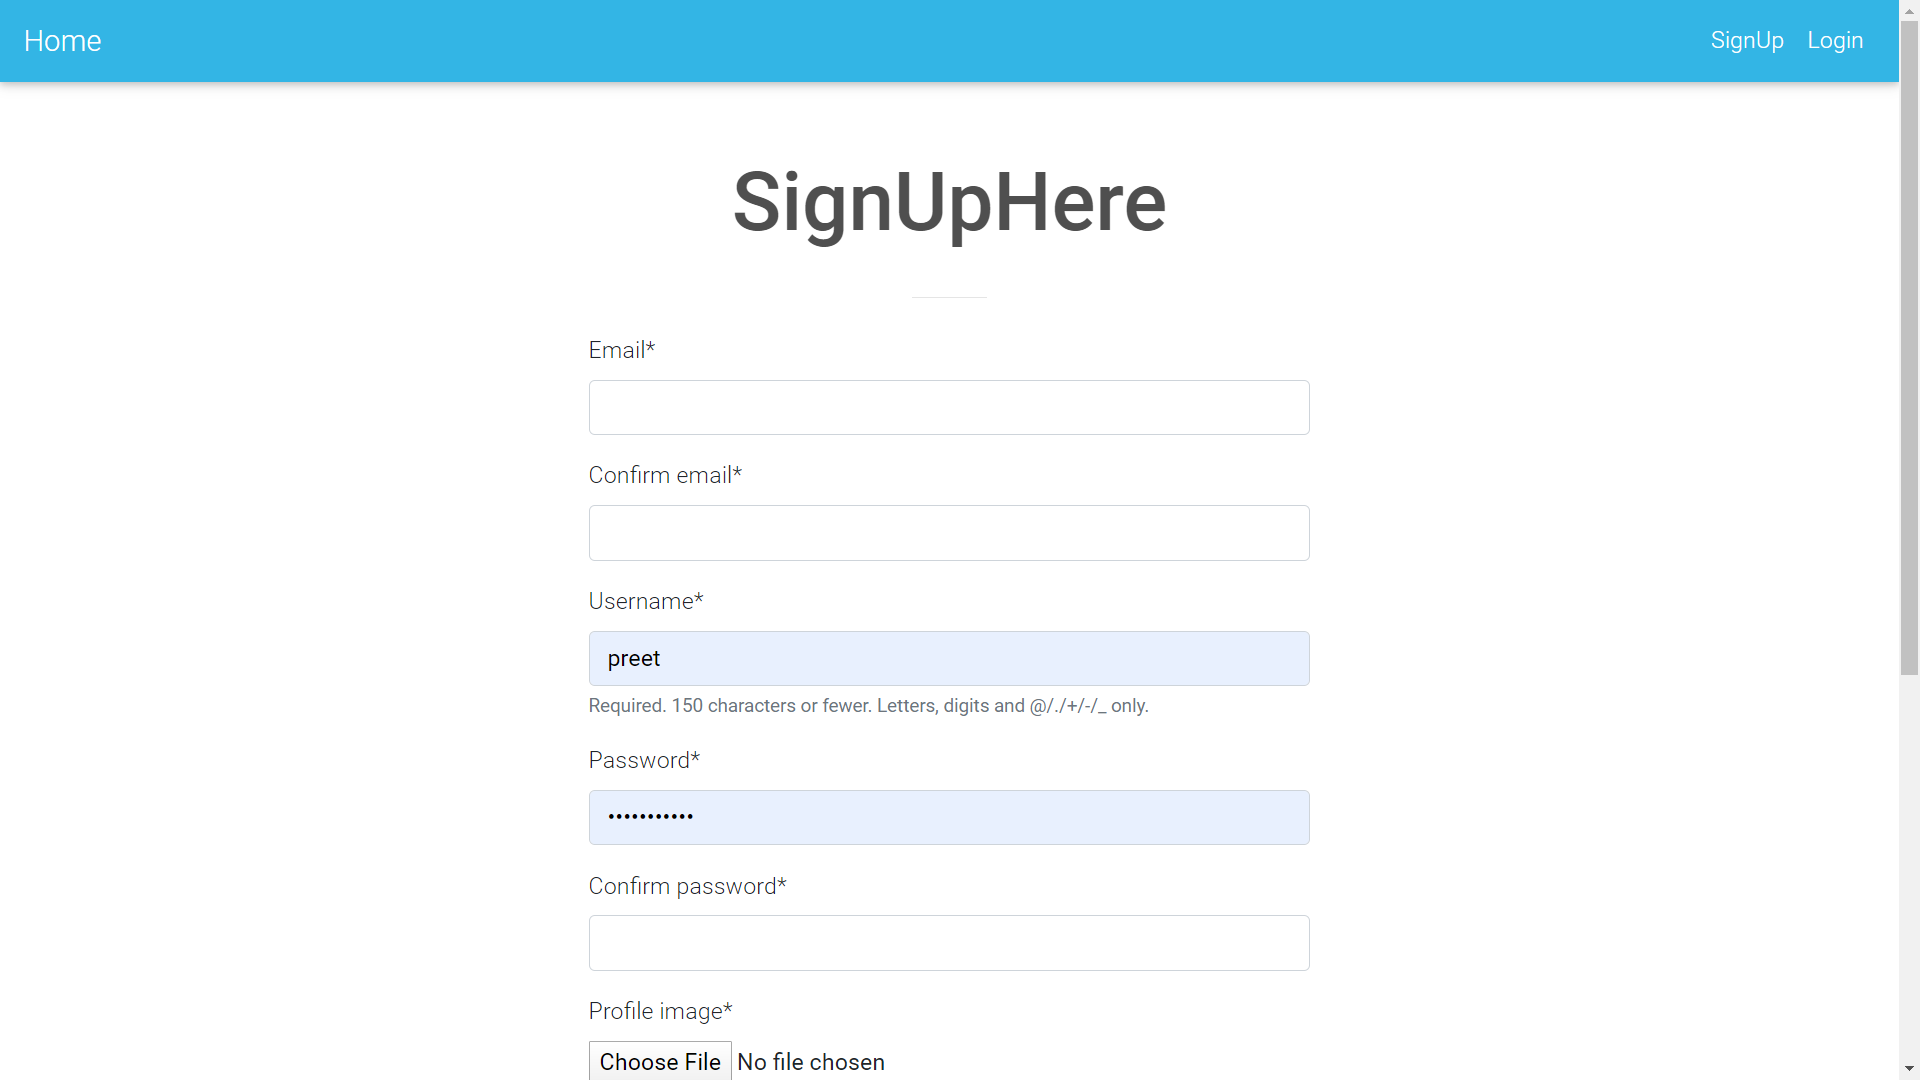 Home
SignUp
Login
SignUpHere
Email*
Confirm email*
Username*
preet
Required. 150 characters or fewer. Letters, digits and @/./+/-/_ only.
Password*
•••••••••••
Confirm password*
Profile image*
Choose File No file chosen